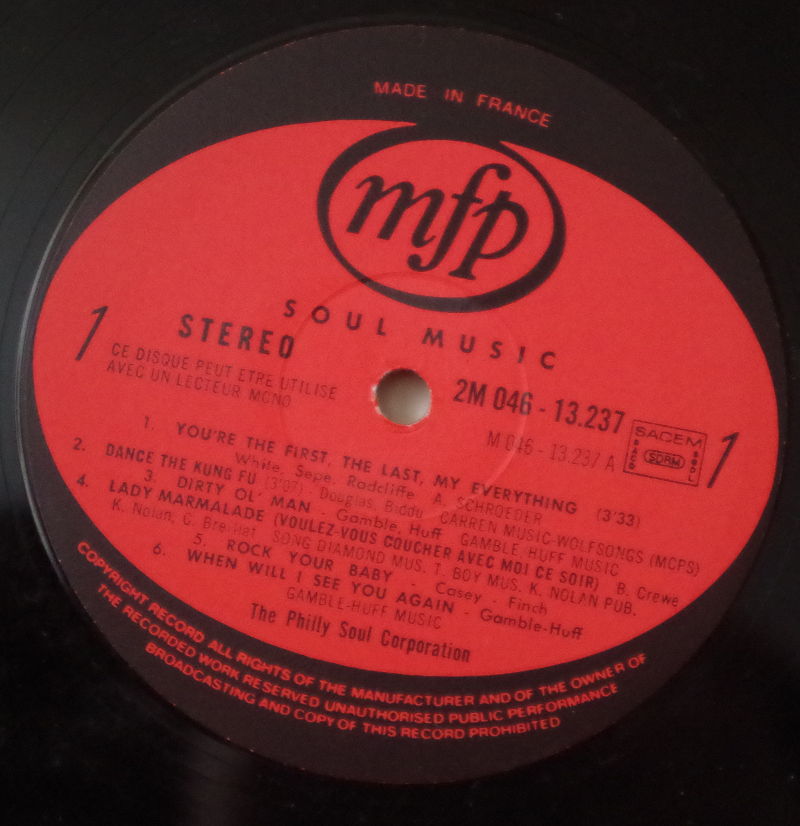 MADE IN FRANCE
mfp
SOUL MUSIC
1 STEREO
CE DISQUE PEUT ETRE UTILISE
AVEC UN LECTEUR MONO
2M 046 - 13.237
M 046 - 13.237 A
SACEM
SDRM
1
1. YOU'RE THE FIRST, THE LAST, MY EVERYTHING (3'33)
White, Sepe, Radcliffe, A. SCHROEDER
2. DANCE THE KUNG FU (3'07) - Douglas, Biddu - CARREN MUSIC-WOLFSONGS (MCPS)
3. DIRTY OL' MAN - Gamble, Huff - GAMBLE, HUFF MUSIC
4. LADY MARMALADE (VOULEZ-VOUS COUCHER AVEC MOI CE SOIR) B. Crewe
K. Nolan, SONG DIAMOND MUS. T. BOY MUS. K. NOLAN PUB.
5. ROCK YOUR BABY - Casey - Finch
6. WHEN WILL I SEE YOU AGAIN - Gamble-Huff
GAMBLE-HUFF MUSIC
The Philly Soul Corporation
COPYRIGHT RECORD ALL RIGHTS OF THE MANUFACTURER AND OF THE OWNER OF
THE RECORDED WORK RESERVED UNAUTHORISED PUBLIC PERFORMANCE
BROADCASTING AND COPY OF THIS RECORD PROHIBITED